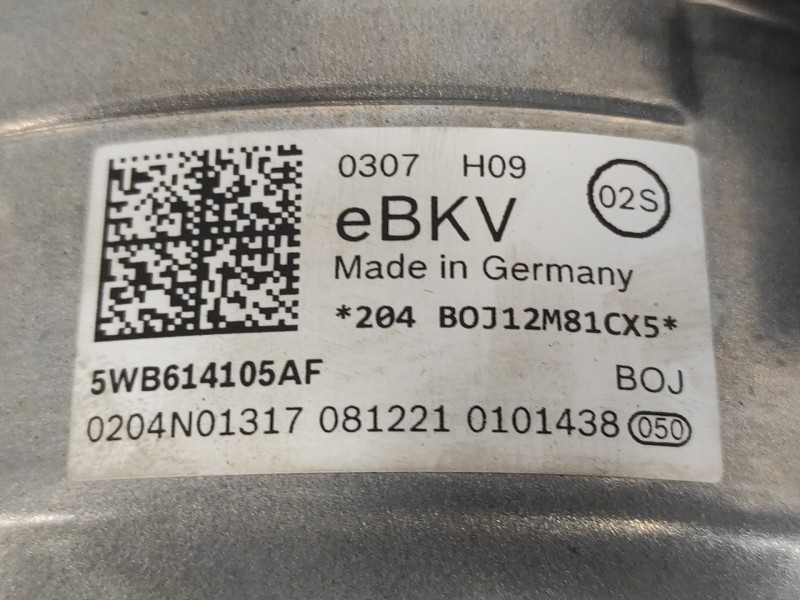 0307 H09
02S
eBKV
Made in Germany
*204 BOJ12M81CX5*
5WB614105AF BOJ
0204N01317 081221 0101438 050